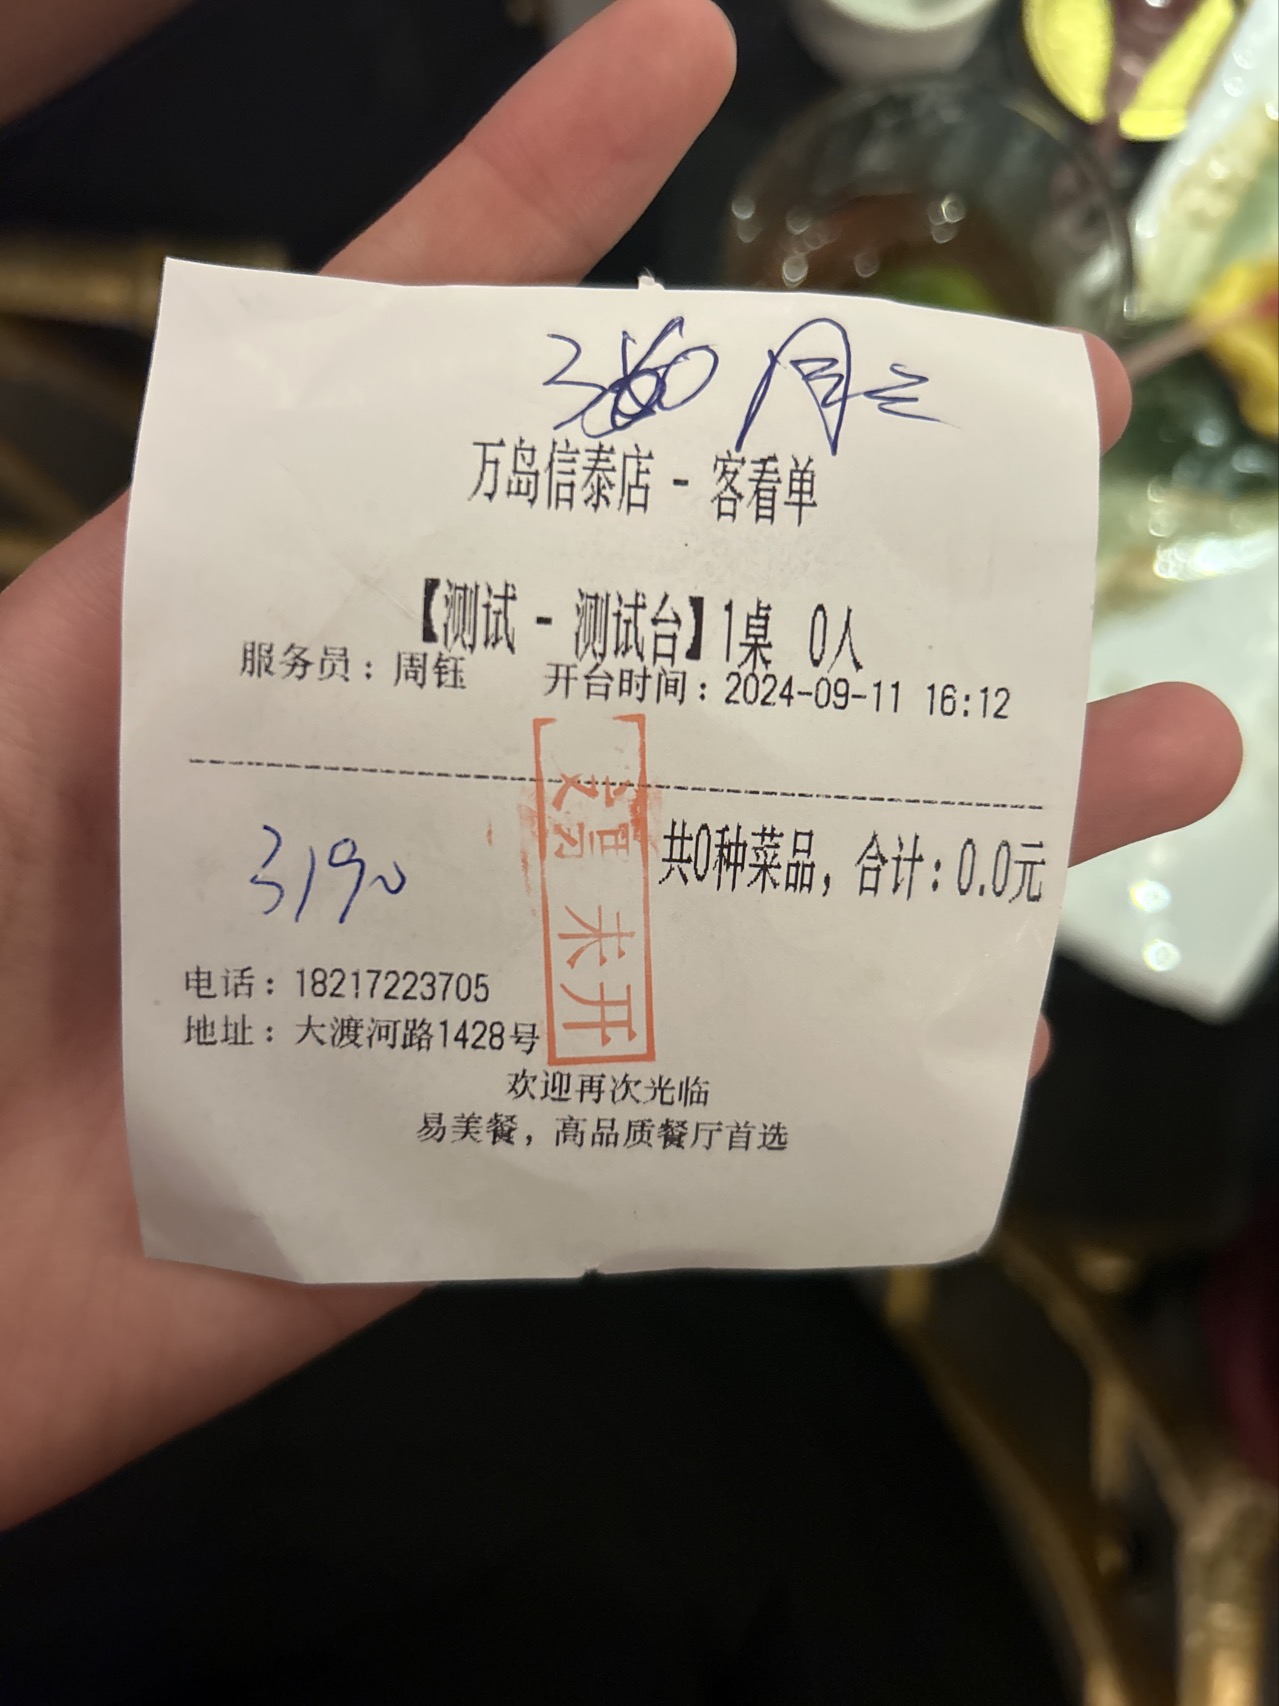 万岛信泰店 - 客看单
【测试 - 测试台】1桌 0人
服务员：周钰 开台时间：2024-09-11 16:12
共0种菜品，合计：0.0元
3190
发票未开
电话：18217223705
地址：大渡河路1428号
欢迎再次光临
易美餐，高品质餐厅首选